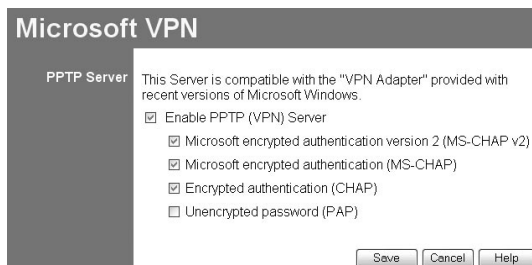 Microsoft VPN
PPTP Server
This Server is compatible with the "VPN Adapter" provided with
recent versions of Microsoft Windows.
Enable PPTP (VPN) Server
Microsoft encrypted authentication version 2 (MS-CHAP v2)
Microsoft encrypted authentication (MS-CHAP)
Encrypted authentication (CHAP)
Unencrypted password (PAP)
Save Cancel Help